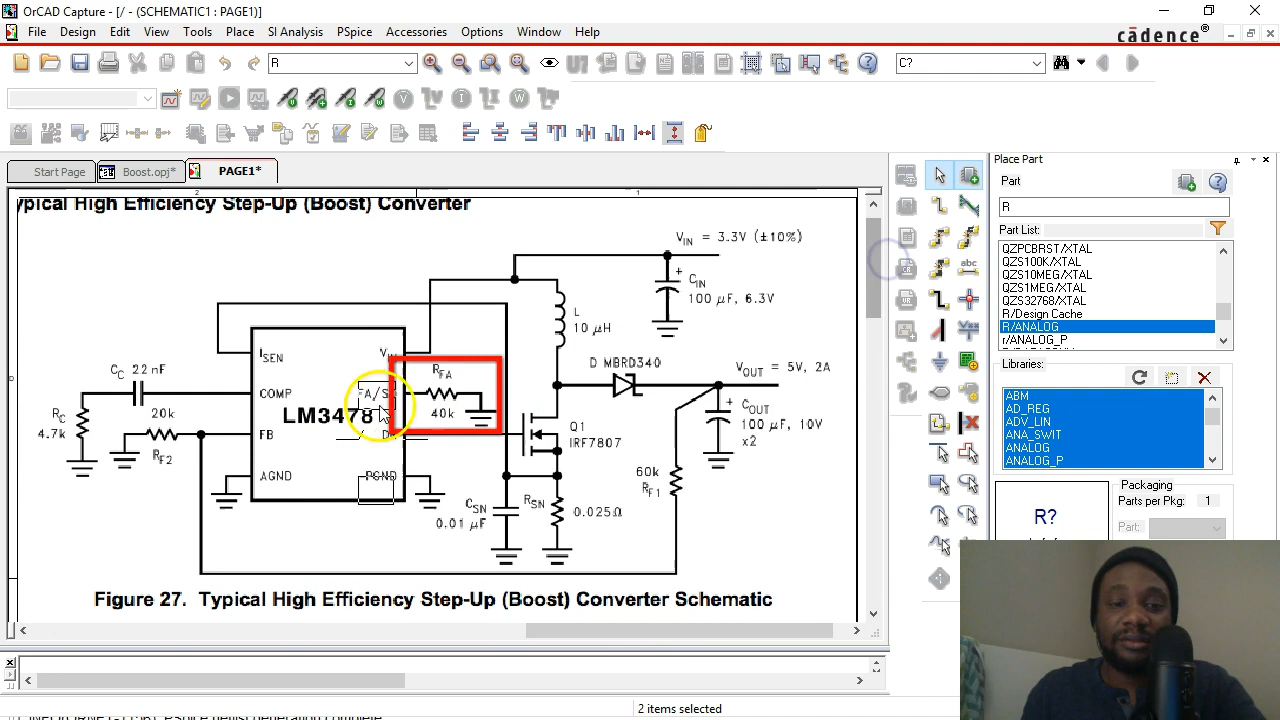 OrCAD Capture - [/ - (SCHEMATIC1 : PAGE1)]
File Design Edit View Tools Place SI Analysis PSpice Accessories Options Window Help
cādence®
R
C?
Start Page
Boost.opj*
PAGE1*
2
1
ypical High Efficiency Step-Up (Boost) Converter
VIN = 3.3V (±10%)
+
CIN
100 µF, 6.3V
L
10 µH
ISEN
CC 22 nF
COMP
RFA
40k
D MBRD340
VOUT = 5V, 2A
RC
4.7k
20k
RF2
LM3478
FB
Q1
IRF7807
+
COUT
100 µF, 10V
x2
60k
RF1
AGND
PGND
CSN
0.01 µF
RSN
0.025Ω
Figure 27. Typical High Efficiency Step-Up (Boost) Converter Schematic
2 items selected
Place Part
Part
R
Part List:
QZPCBRST/XTAL
QZS100K/XTAL
QZS10MEG/XTAL
QZS1MEG/XTAL
QZS32768/XTAL
R/Design Cache
R/ANALOG
r/ANALOG_P
Libraries:
ABM
AD_REG
ADV_LIN
ANA_SWIT
ANALOG
ANALOG_P
Packaging
Parts per Pkg: 1
Part:
R?